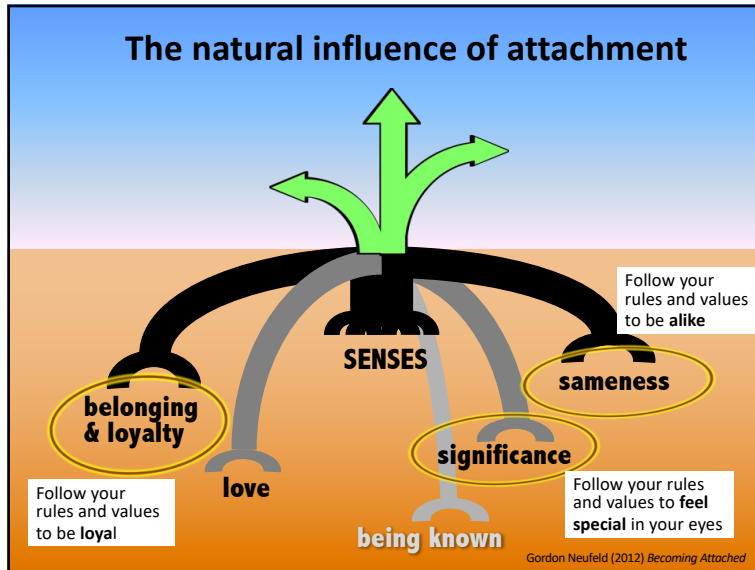 The natural influence of attachment
Follow your
rules and values
to be alike
SENSES
sameness
belonging
& loyalty
significance
love
Follow your
rules and values
to be loyal
Follow your rules
and values to feel
special in your eyes
being known
Gordon Neufeld (2012) Becoming Attached